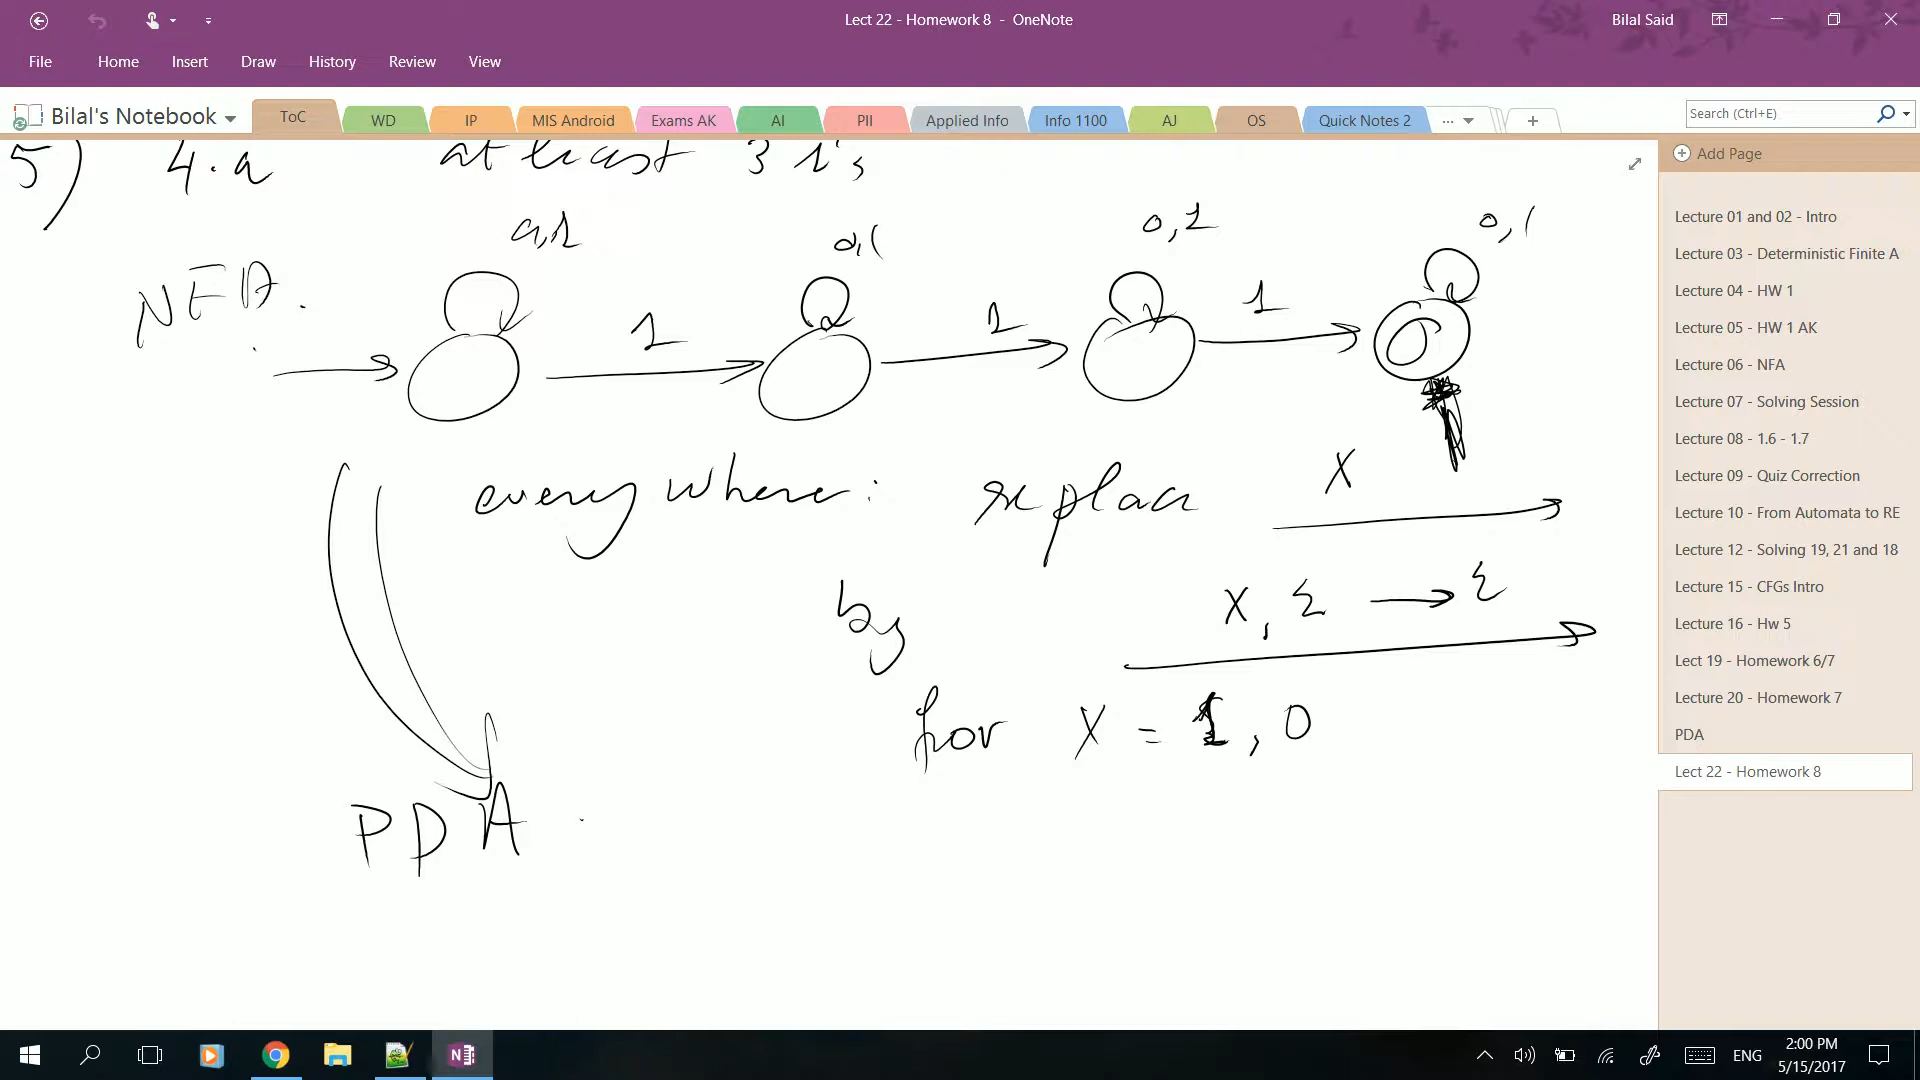 Lect 22 - Homework 8 - OneNote
Bilal Said
File Home Insert Draw History Review View
Bilal's Notebook
ToC WD IP MIS Android Exams AK AI PII Applied Info Info 1100 AJ OS Quick Notes 2 ...
Search (Ctrl+E)
Add Page
Lecture 01 and 02 - Intro
Lecture 03 - Deterministic Finite A
Lecture 04 - HW 1
Lecture 05 - HW 1 AK
Lecture 06 - NFA
Lecture 07 - Solving Session
Lecture 08 - 1.6 - 1.7
Lecture 09 - Quiz Correction
Lecture 10 - From Automata to RE
Lecture 12 - Solving 19, 21 and 18
Lecture 15 - CFGs Intro
Lecture 16 - Hw 5
Lect 19 - Homework 6/7
Lecture 20 - Homework 7
PDA
Lect 22 - Homework 8
5) 4.a at least 3 1's
0,1 0,1 0,1 0,1
NFA.
1 1 1
everywhere: replace X
by X, ε → ε
for X = 1, 0
PDA
ENG
2:00 PM
5/15/2017